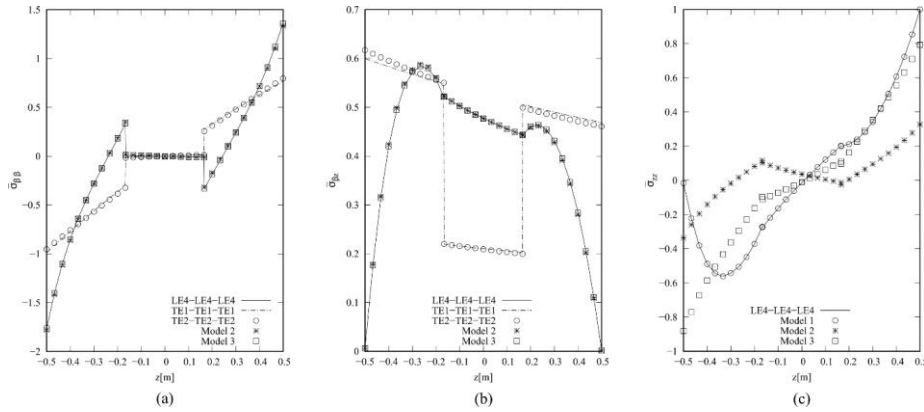 1.5
1
0.5
0
−0.5
−1
−1.5
−2
σ̄ββ
LE4−LE4−LE4
TE1−TE1−TE1
TE2−TE2−TE2
Model 2
Model 3
−0.5 −0.4 −0.3 −0.2 −0.1 0 0.1 0.2 0.3 0.4 0.5
z[m]
(a)
0.7
0.6
0.5
0.4
0.3
0.2
0.1
0
σ̄βz
LE4−LE4−LE4
TE1−TE1−TE1
TE2−TE2−TE2
Model 2
Model 3
−0.5 −0.4 −0.3 −0.2 −0.1 0 0.1 0.2 0.3 0.4 0.5
z[m]
(b)
1
0.8
0.6
0.4
0.2
0
−0.2
−0.4
−0.6
−0.8
−1
σ̄zz
LE4−LE4−LE4
Model 1
Model 2
Model 3
−0.5 −0.4 −0.3 −0.2 −0.1 0 0.1 0.2 0.3 0.4 0.5
z[m]
(c)